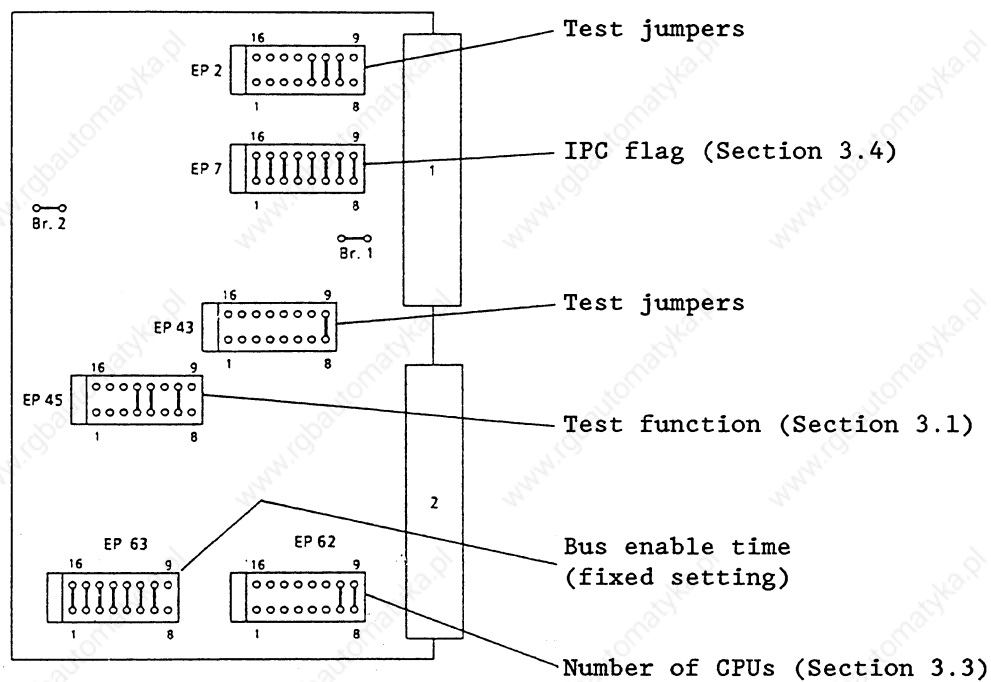 16 9
EP 2
1 8
Test jumpers
16 9
EP 7
1 8
IPC flag (Section 3.4)
1
Br. 2
Br. 1
16 9
EP 43
1 8
Test jumpers
16 9
EP 45
1 8
Test function (Section 3.1)
2
EP 63
16 9
1 8
EP 62
16 9
1 8
Bus enable time
(fixed setting)
Number of CPUs (Section 3.3)
www.rgbautomatyka.pl